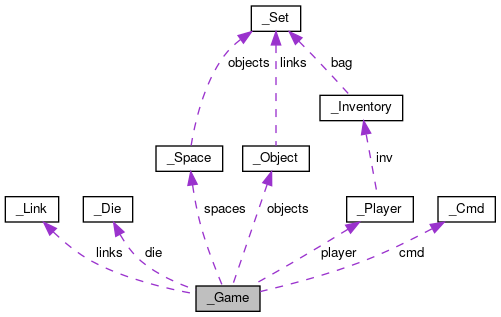 _Set
objects
links
bag
_Inventory
_Space
_Object
inv
_Link
_Die
spaces
objects
_Player
_Cmd
links
die
player
cmd
_Game